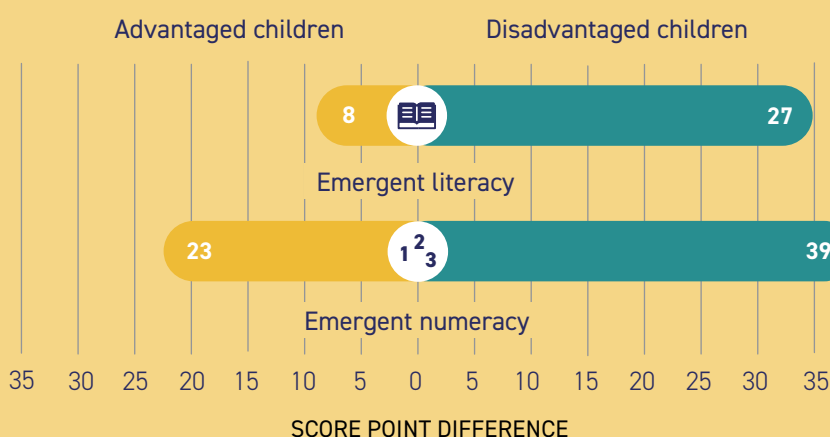 Advantaged children Disadvantaged children
8 27
Emergent literacy
23 1 2 3 39
Emergent numeracy
35 30 25 20 15 10 5 0 5 10 15 20 25 30 35
SCORE POINT DIFFERENCE